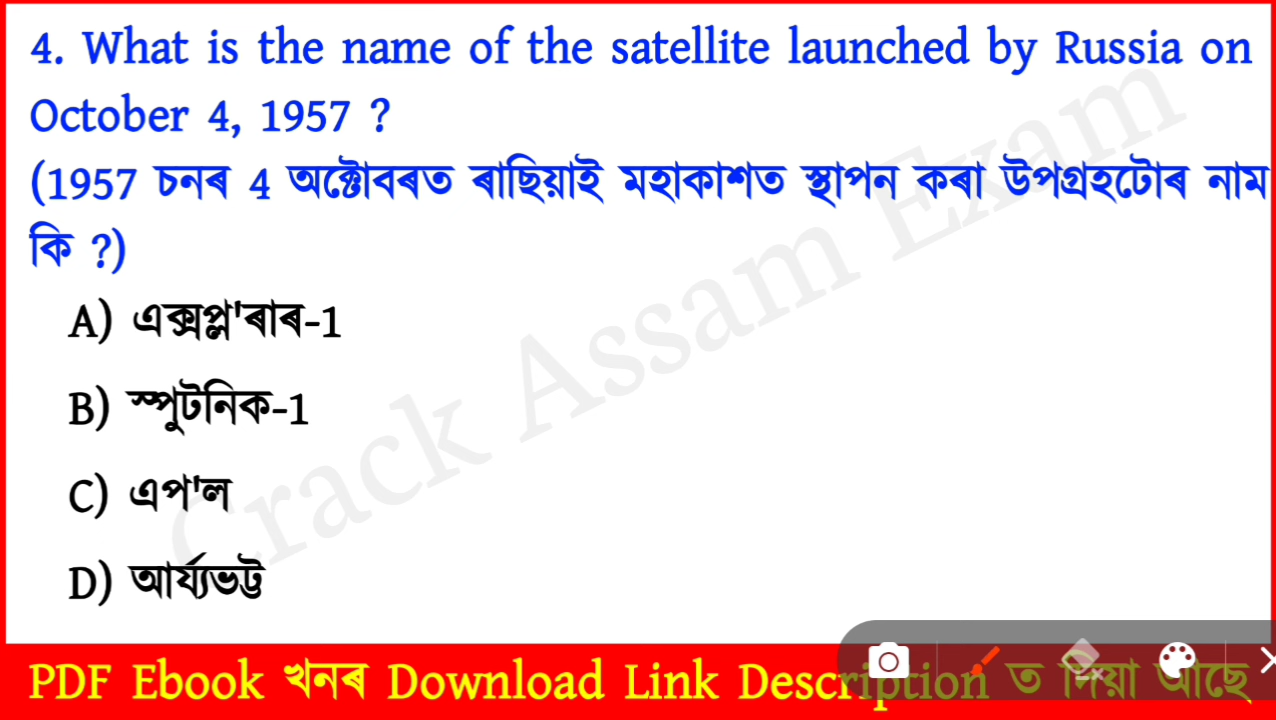 4. What is the name of the satellite launched by Russia on
October 4, 1957 ?
(1957 চনৰ 4 অক্টোবৰত ৰাছিয়াই মহাকাশত স্থাপন কৰা উপগ্ৰহটোৰ নাম
কি ?)
A) এক্সপ্ল'ৰাৰ-1
B) স্পুটনিক-1
C) এপ'ল
D) আৰ্য্যভট্ট
Crack Assam Exam
PDF Ebook খনৰ Download Link Description ত দিয়া আছে